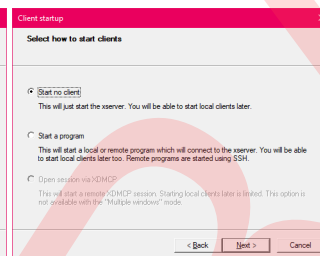 Client startup
Select how to start clients
Start no client
This will just start the xserver. You will be able to start local clients later.
Start a program
This will start a local or remote program which will connect to the xserver. You will be able
to start local clients later too. Remote programs are started using SSH.
Open session via XDMCP
This will start a remote XDMCP session. Starting local clients later is limited. This option is
not available with the "Multiple windows" mode.
< Back
Next >
Cancel